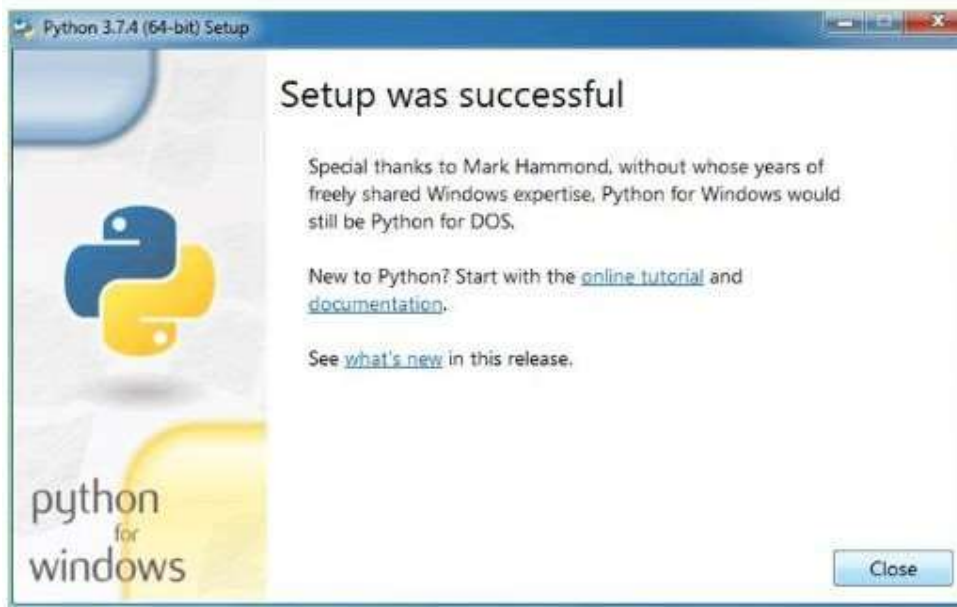 Python 3.7.4 (64-bit) Setup
Setup was successful
Special thanks to Mark Hammond, without whose years of
freely shared Windows expertise, Python for Windows would
still be Python for DOS.
New to Python? Start with the online tutorial and
documentation.
See what's new in this release.
python
for
windows
Close